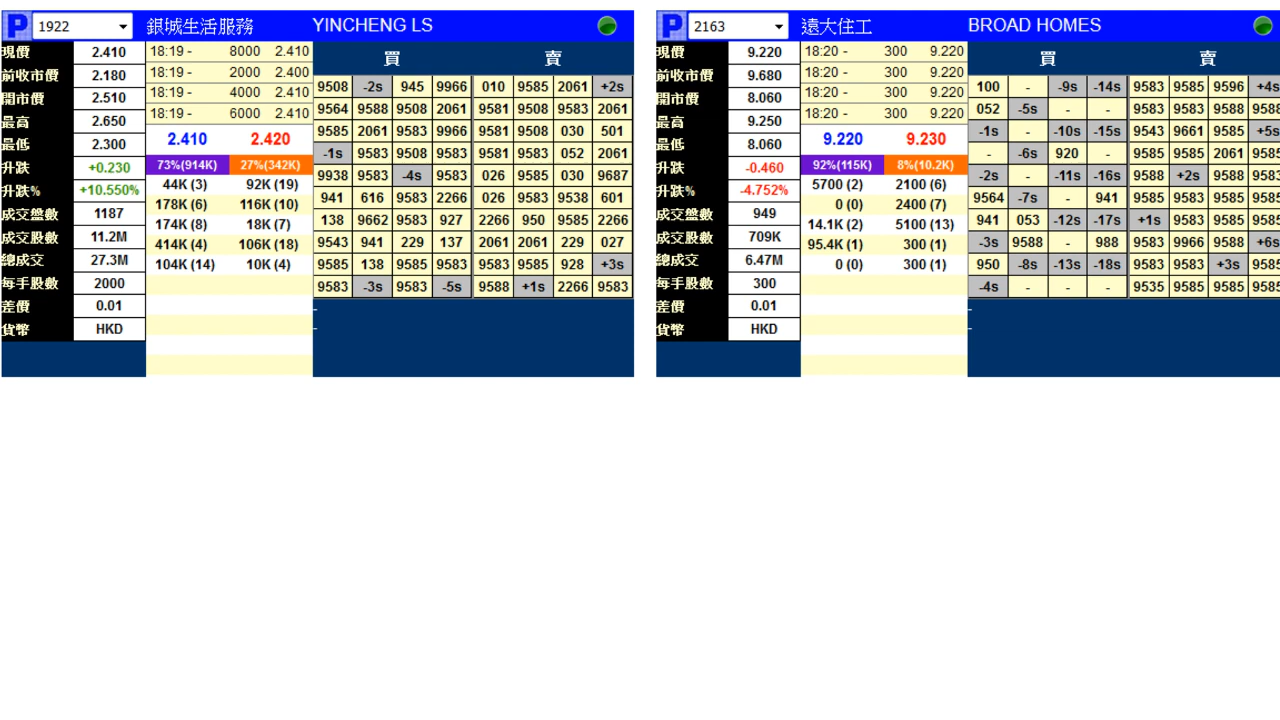 P 1922 銀城生活服務 YINCHENG LS
現價 2.410 18:19 - 8000 2.410 買 賣
前收市價 2.180 18:19 - 2000 2.400 9508 -2s 945 9966 010 9585 2061 +2s
開市價 2.510 18:19 - 4000 2.410 9564 9588 9508 2061 9581 9508 9583 2061
最高 2.650 18:19 - 6000 2.410 9585 2061 9583 9966 9581 9508 030 501
最低 2.300 2.410 2.420 -1s 9583 9508 9583 9581 9583 052 2061
升跌 +0.230 73%(914K) 27%(342K) 9938 9583 -4s 9583 026 9585 030 9687
升跌% +10.550% 44K (3) 92K (19) 941 616 9583 2266 026 9583 9538 601
成交盤數 1187 178K (6) 116K (10) 138 9662 9583 927 2266 950 9585 2266
成交股數 11.2M 174K (8) 18K (7) 9543 941 229 137 2061 2061 229 027
總成交 27.3M 414K (4) 106K (18) 9585 138 9585 9583 9583 9585 928 +3s
每手股數 2000 104K (14) 10K (4) 9583 -3s 9583 -5s 9588 +1s 2266 9583
差價 0.01 -
貨幣 HKD -
P 2163 遠大住工 BROAD HOMES
現價 9.220 18:20 - 300 9.220 買 賣
前收市價 9.680 18:20 - 300 9.220 100 - -9s -14s 9583 9585 9596 +4s
開市價 8.060 18:20 - 300 9.220 052 -5s - - 9583 9583 9588 9585
最高 9.250 18:20 - 300 9.220 -1s - -10s -15s 9543 9661 9585 +5s
最低 8.060 9.220 9.230 - -6s 920 - 9585 9585 2061 9585
升跌 -0.460 92%(115K) 8%(10.2K) -2s - -11s -16s 9588 +2s 9588 9583
升跌% -4.752% 5700 (2) 2100 (6) 9564 -7s - 941 9585 9583 9585 9585
成交盤數 949 0 (0) 2400 (7) 941 053 -12s -17s +1s 9583 9585 9585
成交股數 709K 14.1K (2) 5100 (13) -3s 9588 - 988 9583 9966 9588 +6s
總成交 6.47M 95.4K (1) 300 (1) 950 -8s -13s -18s 9583 9583 +3s 9585
每手股數 300 0 (0) 300 (1) -4s - - - 9535 9585 9585 9585
差價 0.01 -
貨幣 HKD -